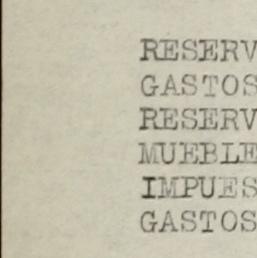 RESERV
GASTOS
RESERV
MUEBLE
IMPUES
GASTOS